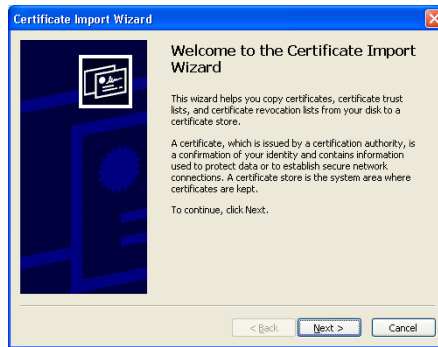 Certificate Import Wizard
Welcome to the Certificate Import
Wizard
This wizard helps you copy certificates, certificate trust
lists, and certificate revocation lists from your disk to a
certificate store.
A certificate, which is issued by a certification authority, is
a confirmation of your identity and contains information
used to protect data or to establish secure network
connections. A certificate store is the system area where
certificates are kept.
To continue, click Next.
< Back Next > Cancel